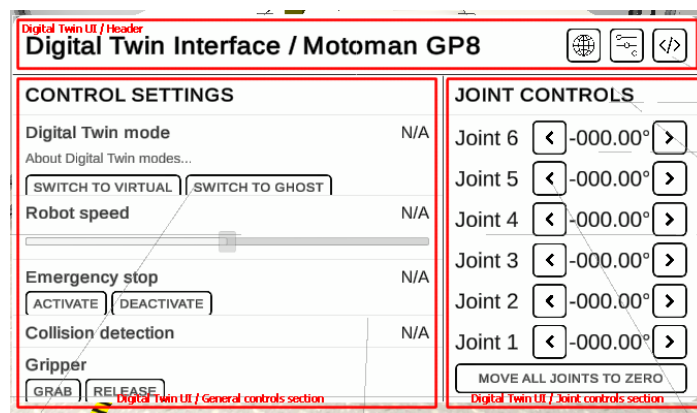 Digital Twin UI / Header
Digital Twin Interface / Motoman GP8
</>
CONTROL SETTINGS
Digital Twin mode N/A
About Digital Twin modes...
SWITCH TO VIRTUAL SWITCH TO GHOST
Robot speed N/A
Emergency stop N/A
ACTIVATE DEACTIVATE
Collision detection N/A
Gripper
GRAB RELEASE
Digital Twin UI / General controls section
JOINT CONTROLS
Joint 6 < -000.00° >
Joint 5 < -000.00° >
Joint 4 < -000.00° >
Joint 3 < -000.00° >
Joint 2 < -000.00° >
Joint 1 < -000.00° >
MOVE ALL JOINTS TO ZERO
Digital Twin UI / Joint controls section